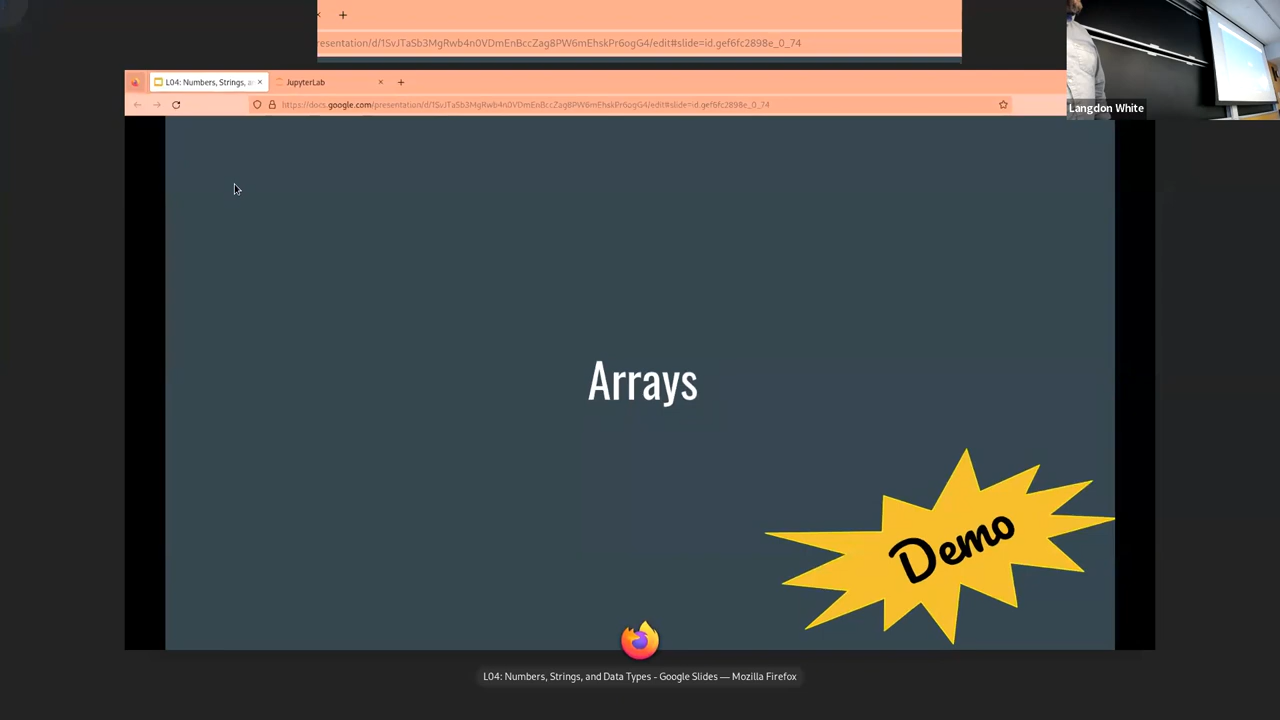 resentation/d/1SvJTaSb3MgRwb4n0VDmEnBccZag8PW6mEhskPr6ogG4/edit#slide=id.gef6fc2898e_0_74
L04: Numbers, Strings, a
JupyterLab
https://docs.google.com/presentation/d/1SvJTaSb3MgRwb4n0VDmEnBccZag8PW6mEhskPr6ogG4/edit#slide=id.gef6fc2898e_0_74
Langdon White
Arrays
Demo
L04: Numbers, Strings, and Data Types - Google Slides — Mozilla Firefox